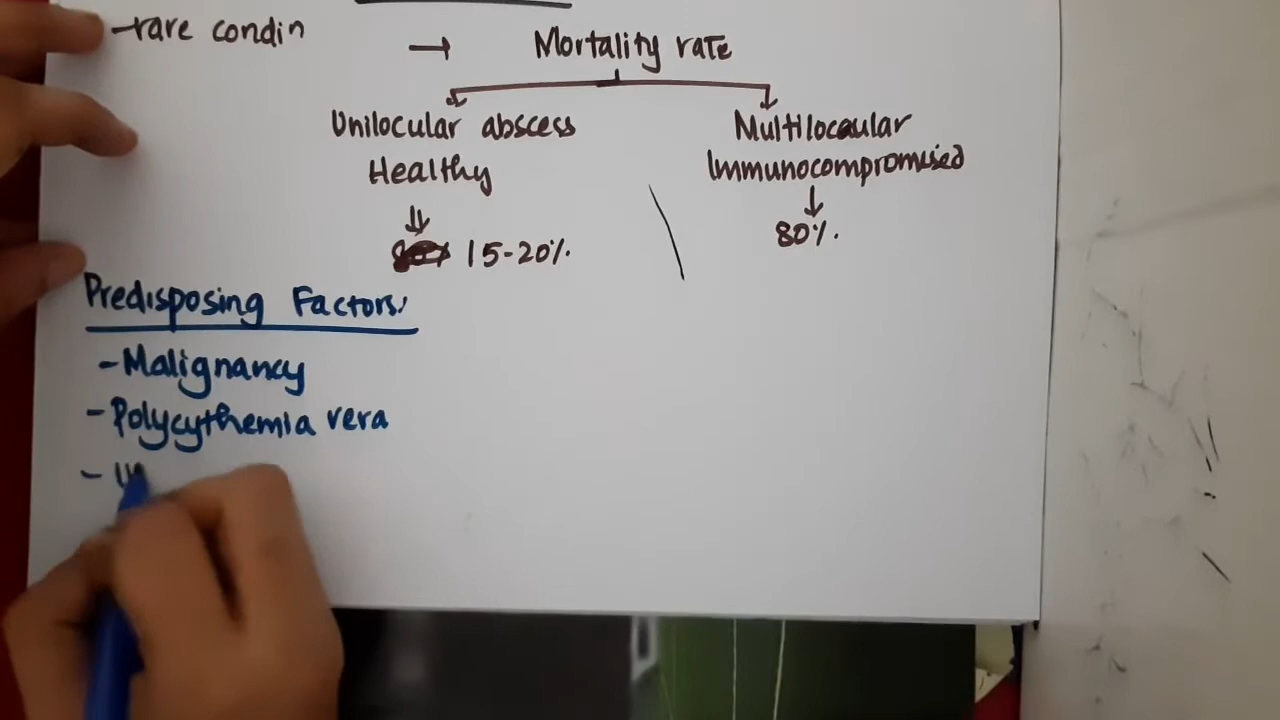 -rare condin
→ Mortality rate
Unilocular abscess
Healthy
15-20%.
Multilocular
Immunocompromised
80%.
Predisposing Factors:
- Malignancy
- Polycythemia vera
-